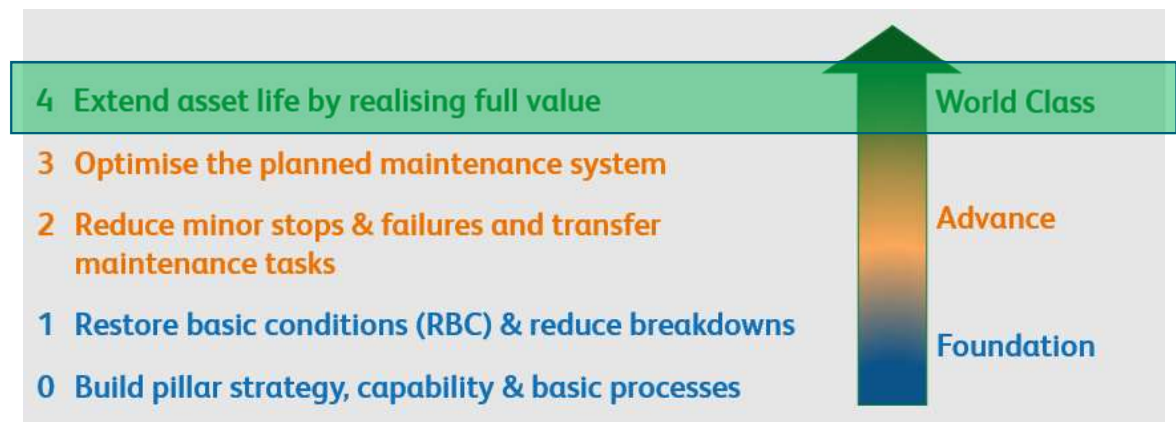 4 Extend asset life by realising full value
World Class
3 Optimise the planned maintenance system
2 Reduce minor stops & failures and transfer
maintenance tasks
Advance
1 Restore basic conditions (RBC) & reduce breakdowns
Foundation
0 Build pillar strategy, capability & basic processes